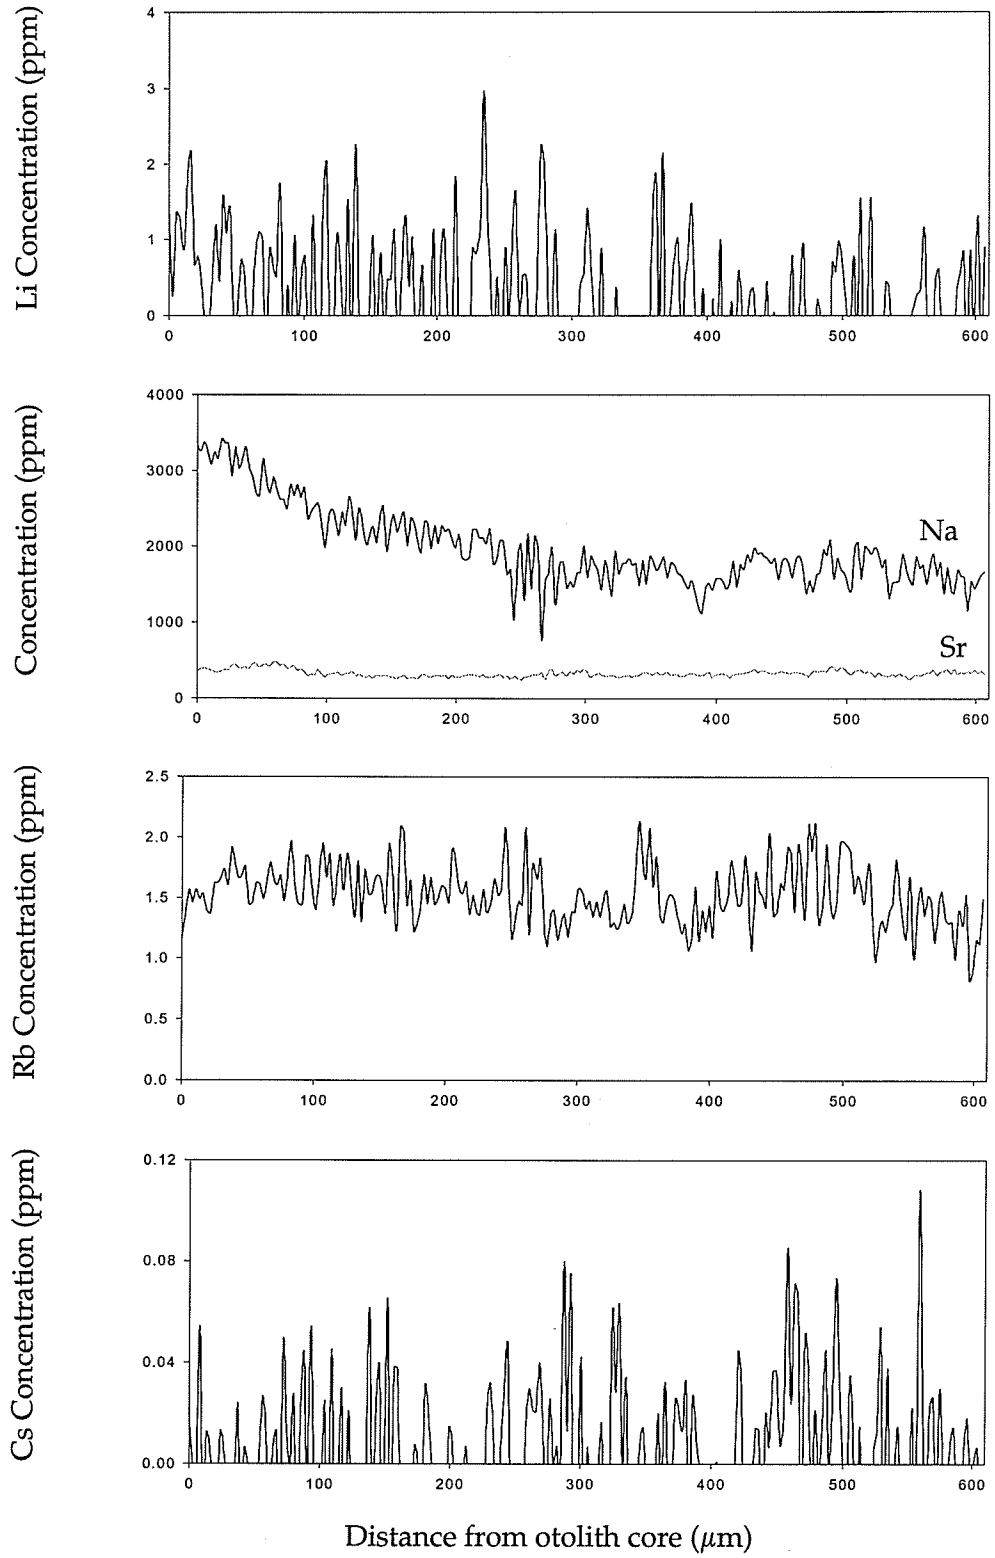 Li Concentration (ppm)
4
3
2
1
0
0 100 200 300 400 500 600
Concentration (ppm)
4000
3000
2000
1000
0
Na
Sr
0 100 200 300 400 500 600
Rb Concentration (ppm)
2.5
2.0
1.5
1.0
0.5
0.0
0 100 200 300 400 500 600
Cs Concentration (ppm)
0.12
0.08
0.04
0.00
0 100 200 300 400 500 600
Distance from otolith core (µm)